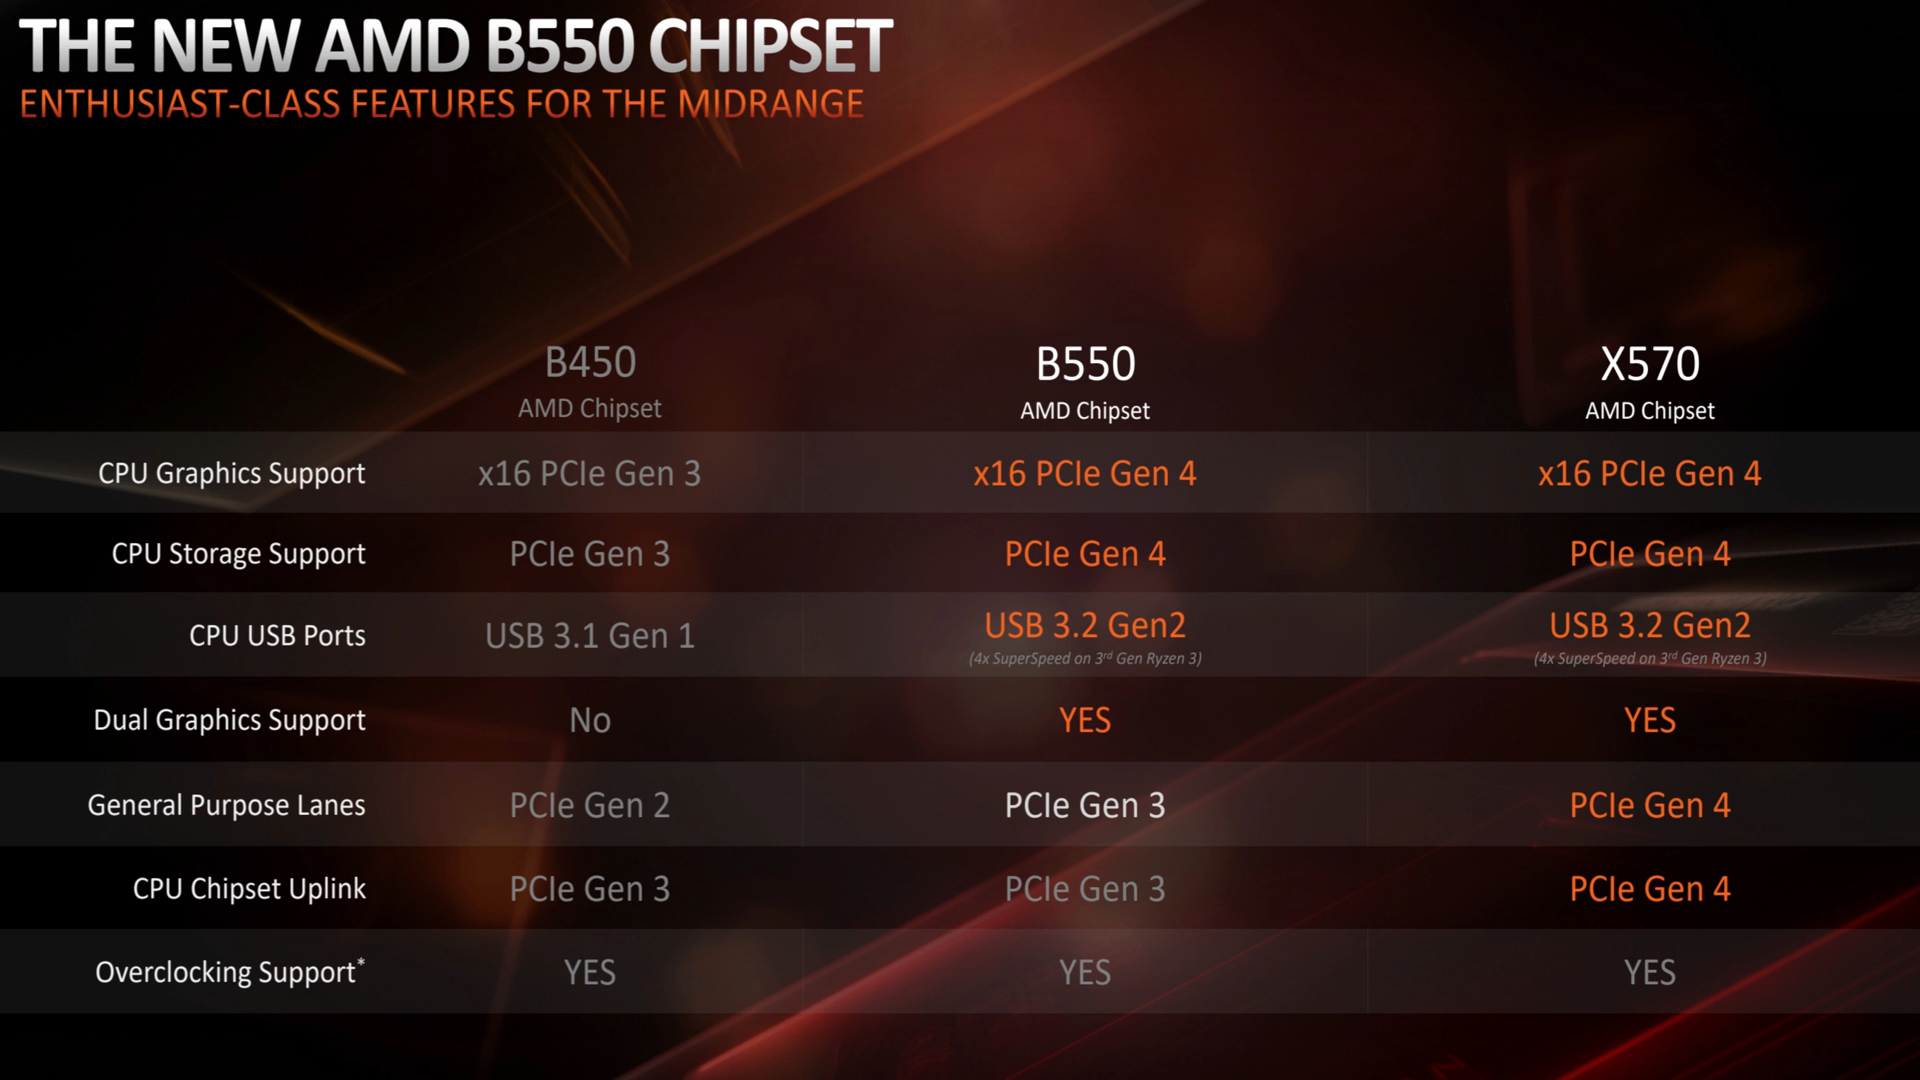 THE NEW AMD B550 CHIPSET
ENTHUSIAST-CLASS FEATURES FOR THE MIDRANGE
B450 B550 X570
AMD Chipset AMD Chipset AMD Chipset
CPU Graphics Support x16 PCIe Gen 3 x16 PCIe Gen 4 x16 PCIe Gen 4
CPU Storage Support PCIe Gen 3 PCIe Gen 4 PCIe Gen 4
CPU USB Ports USB 3.1 Gen 1 USB 3.2 Gen2 USB 3.2 Gen2
(4x SuperSpeed on 3rd Gen Ryzen 3) (4x SuperSpeed on 3rd Gen Ryzen 3)
Dual Graphics Support No YES YES
General Purpose Lanes PCIe Gen 2 PCIe Gen 3 PCIe Gen 4
CPU Chipset Uplink PCIe Gen 3 PCIe Gen 3 PCIe Gen 4
Overclocking Support* YES YES YES